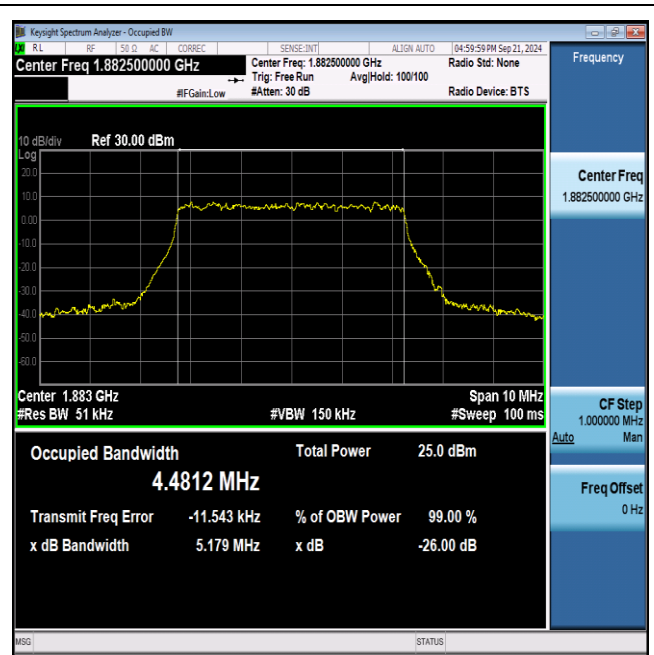 Keysight Spectrum Analyzer - Occupied BW
LXI RL RF 50 Ω AC CORREC SENSE:INT ALIGN AUTO 04:59:59 PM Sep 21, 2024
Center Freq 1.882500000 GHz Center Freq: 1.882500000 GHz Radio Std: None
Trig: Free Run Avg|Hold: 100/100
#IFGain:Low #Atten: 30 dB Radio Device: BTS
10 dB/div Ref 30.00 dBm
Log
20.0
10.0
0.00
-10.0
-20.0
-30.0
-40.0
-50.0
-60.0
Center 1.883 GHz Span 10 MHz
#Res BW 51 kHz #VBW 150 kHz #Sweep 100 ms
Occupied Bandwidth Total Power 25.0 dBm
4.4812 MHz
Transmit Freq Error -11.543 kHz % of OBW Power 99.00 %
x dB Bandwidth 5.179 MHz x dB -26.00 dB
MSG STATUS
Frequency
Center Freq
1.882500000 GHz
CF Step
1.000000 MHz
Auto Man
Freq Offset
0 Hz